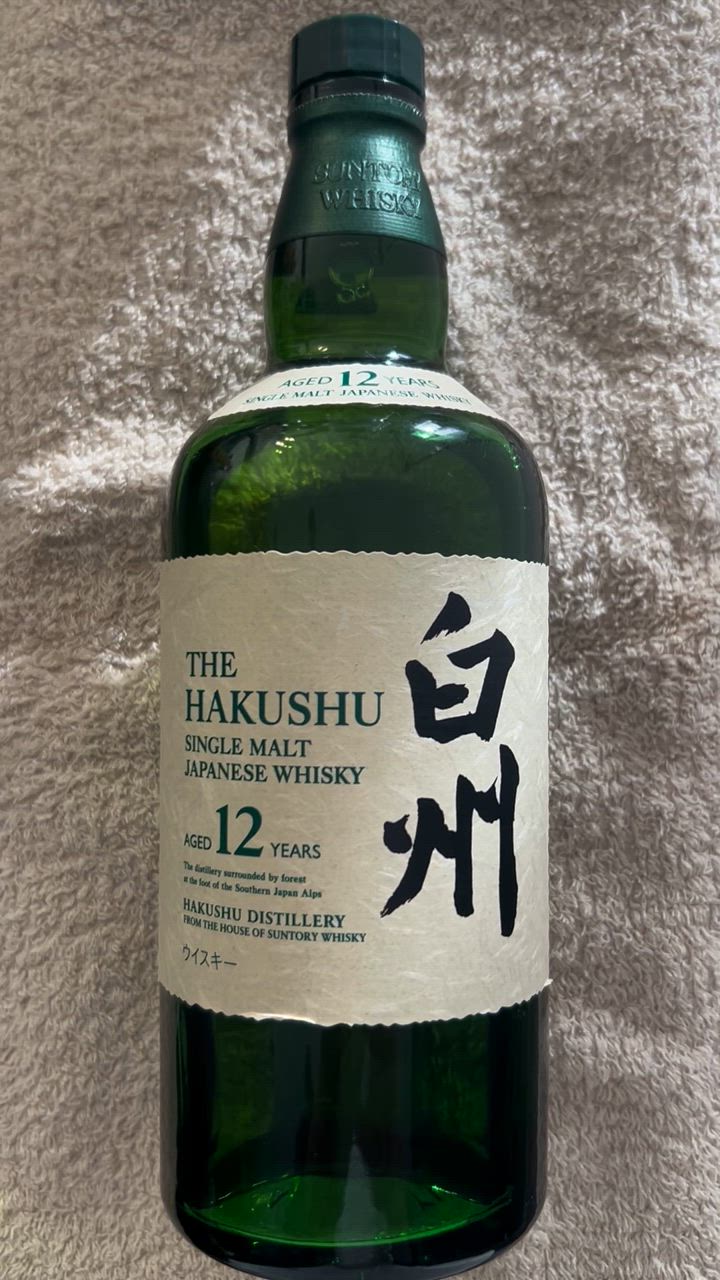 SUNTORY
WHISKY
AGED 12 YEARS
SINGLE MALT JAPANESE WHISKY
THE
HAKUSHU
SINGLE MALT
JAPANESE WHISKY
AGED 12 YEARS
The distillery surrounded by forest
at the foot of the Southern Japan Alps
HAKUSHU DISTILLERY
FROM THE HOUSE OF SUNTORY WHISKY
ウイスキー
白州